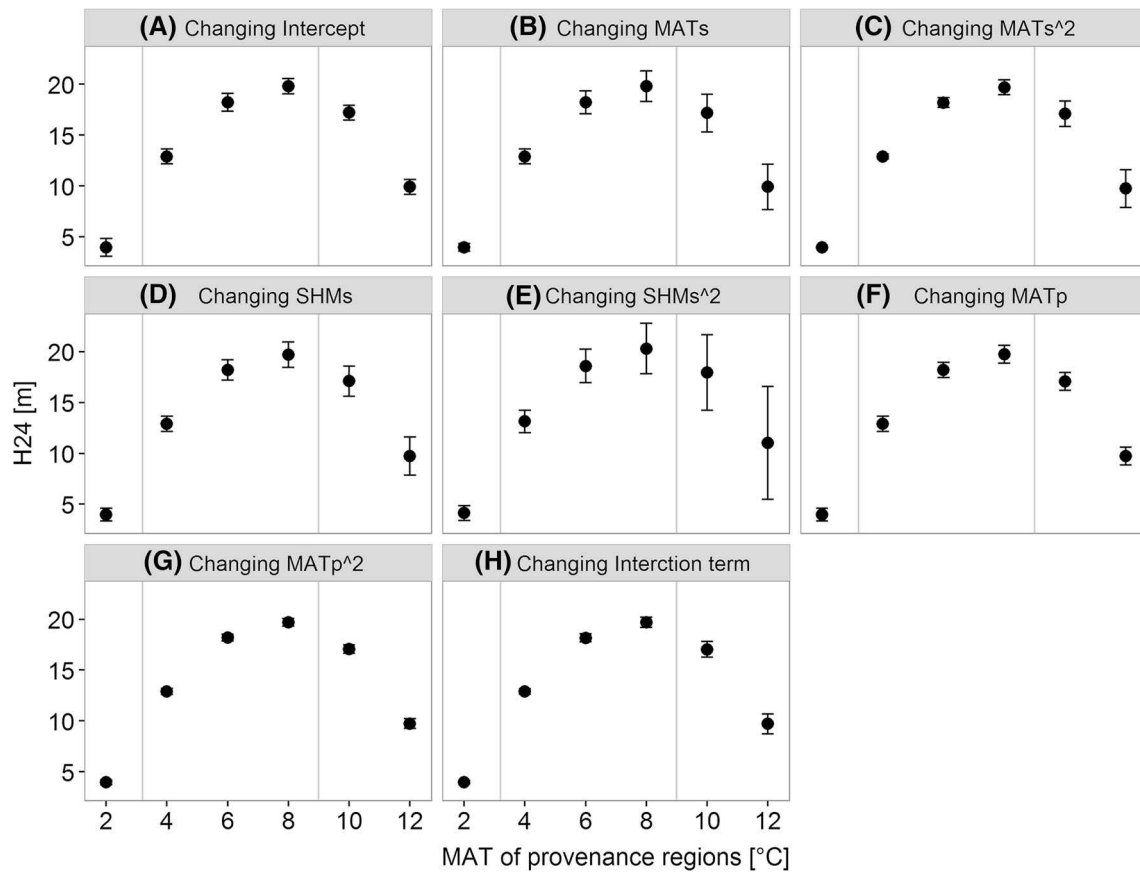 (A) Changing Intercept
(B) Changing MATs
(C) Changing MATs^2
20
15
10
5
(D) Changing SHMs
(E) Changing SHMs^2
(F) Changing MATp
H24 [m]
20
15
10
5
(G) Changing MATp^2
(H) Changing Interction term
20
15
10
5
2 4 6 8 10 12
2 4 6 8 10 12
MAT of provenance regions [°C]